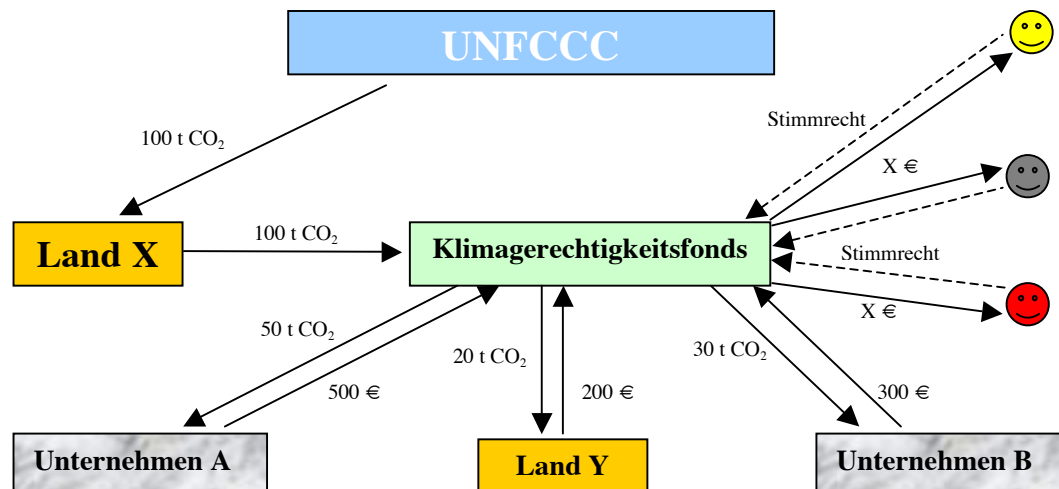 UNFCCC
Stimmrecht
100 t CO₂
X €
Land X
100 t CO₂
Klimagerechtigkeitsfonds
Stimmrecht
X €
50 t CO₂
20 t CO₂
30 t CO₂
500 €
200 €
300 €
Unternehmen A
Land Y
Unternehmen B